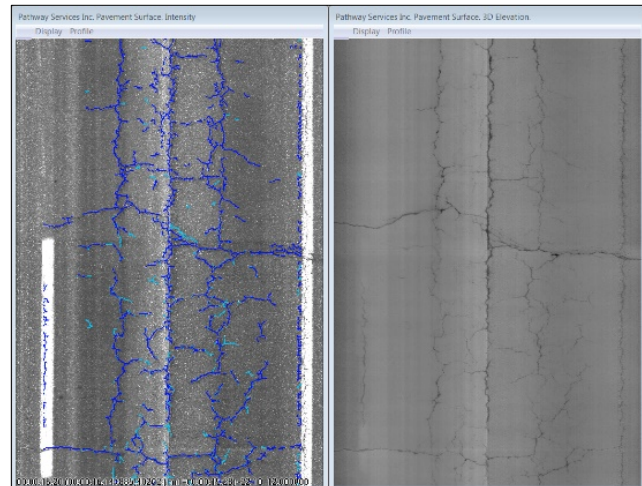 Pathway Services Inc. Pavement Surface. Intensity
Display Profile
Pathway Services Inc. Pavement Surface. 3D Elevation
Display Profile